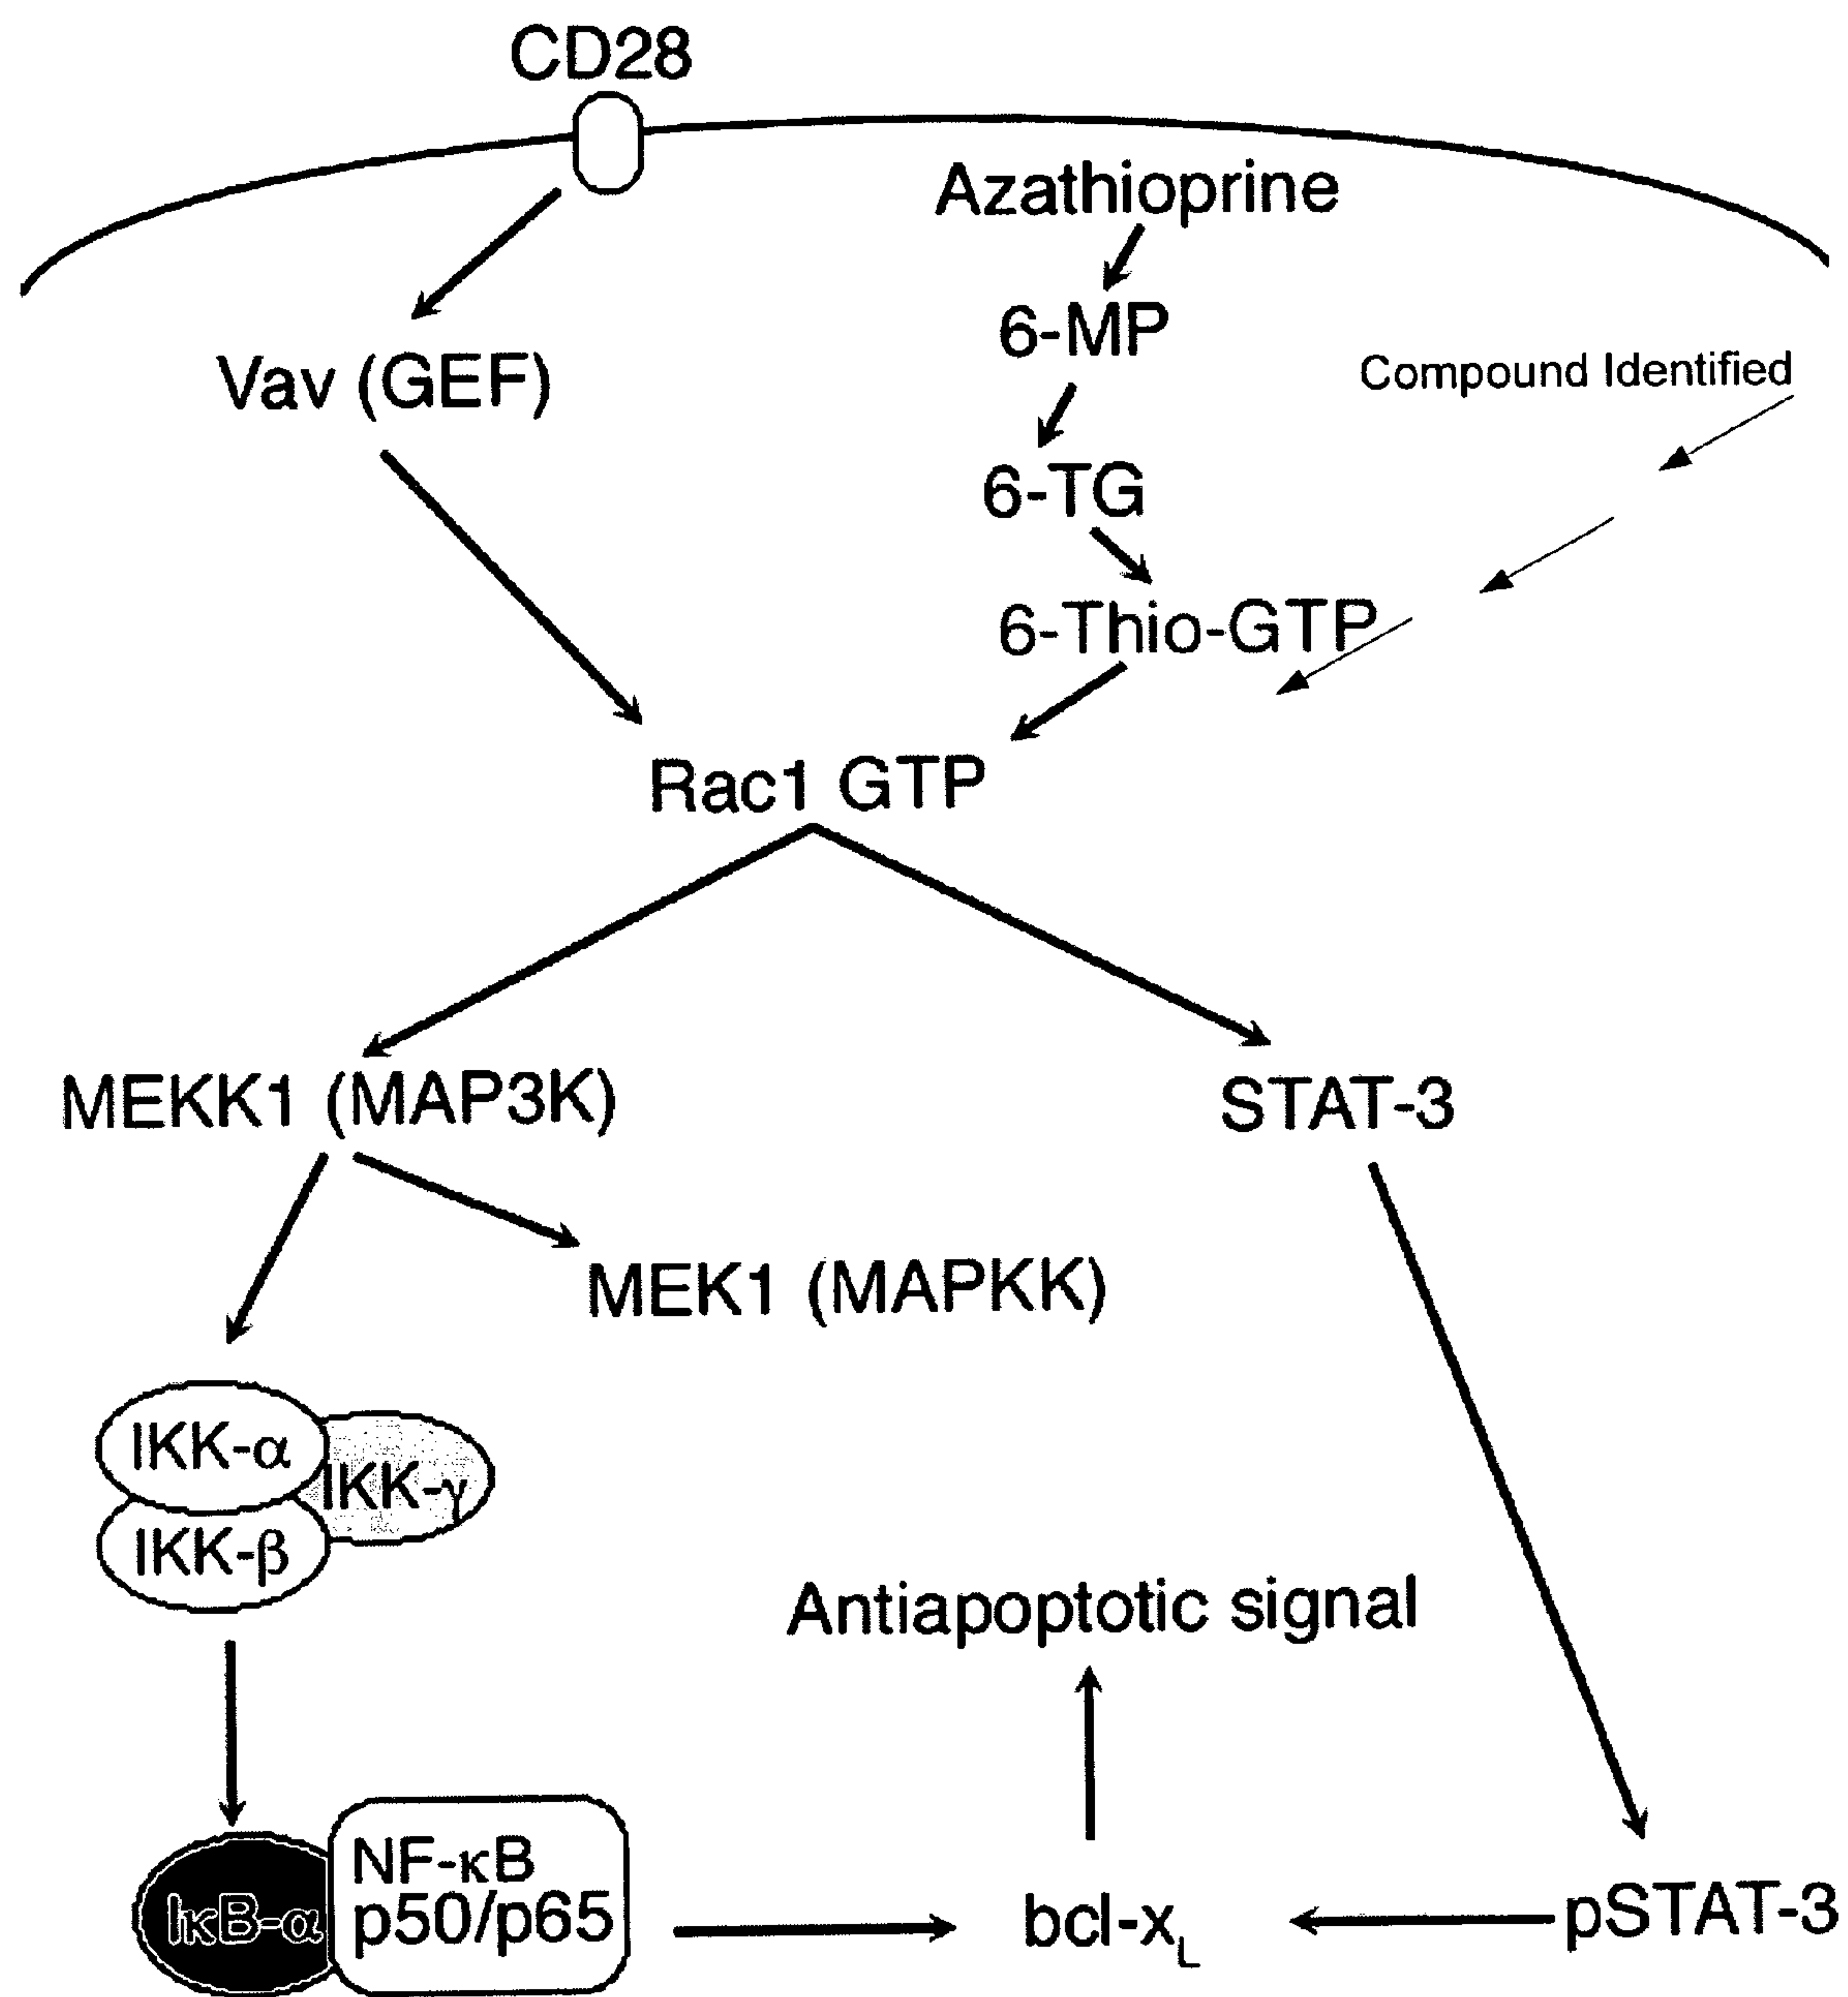 CD28
Azathioprine
6-MP
Vav (GEF)
Compound Identified
6-TG
6-Thio-GTP
Rac1 GTP
MEKK1 (MAP3K)
STAT-3
MEK1 (MAPKK)
IKK-α
IKK-γ
IKK-β
Antiapoptotic signal
NF-κB
IκB-α
p50/p65
bcl-xL
pSTAT-3